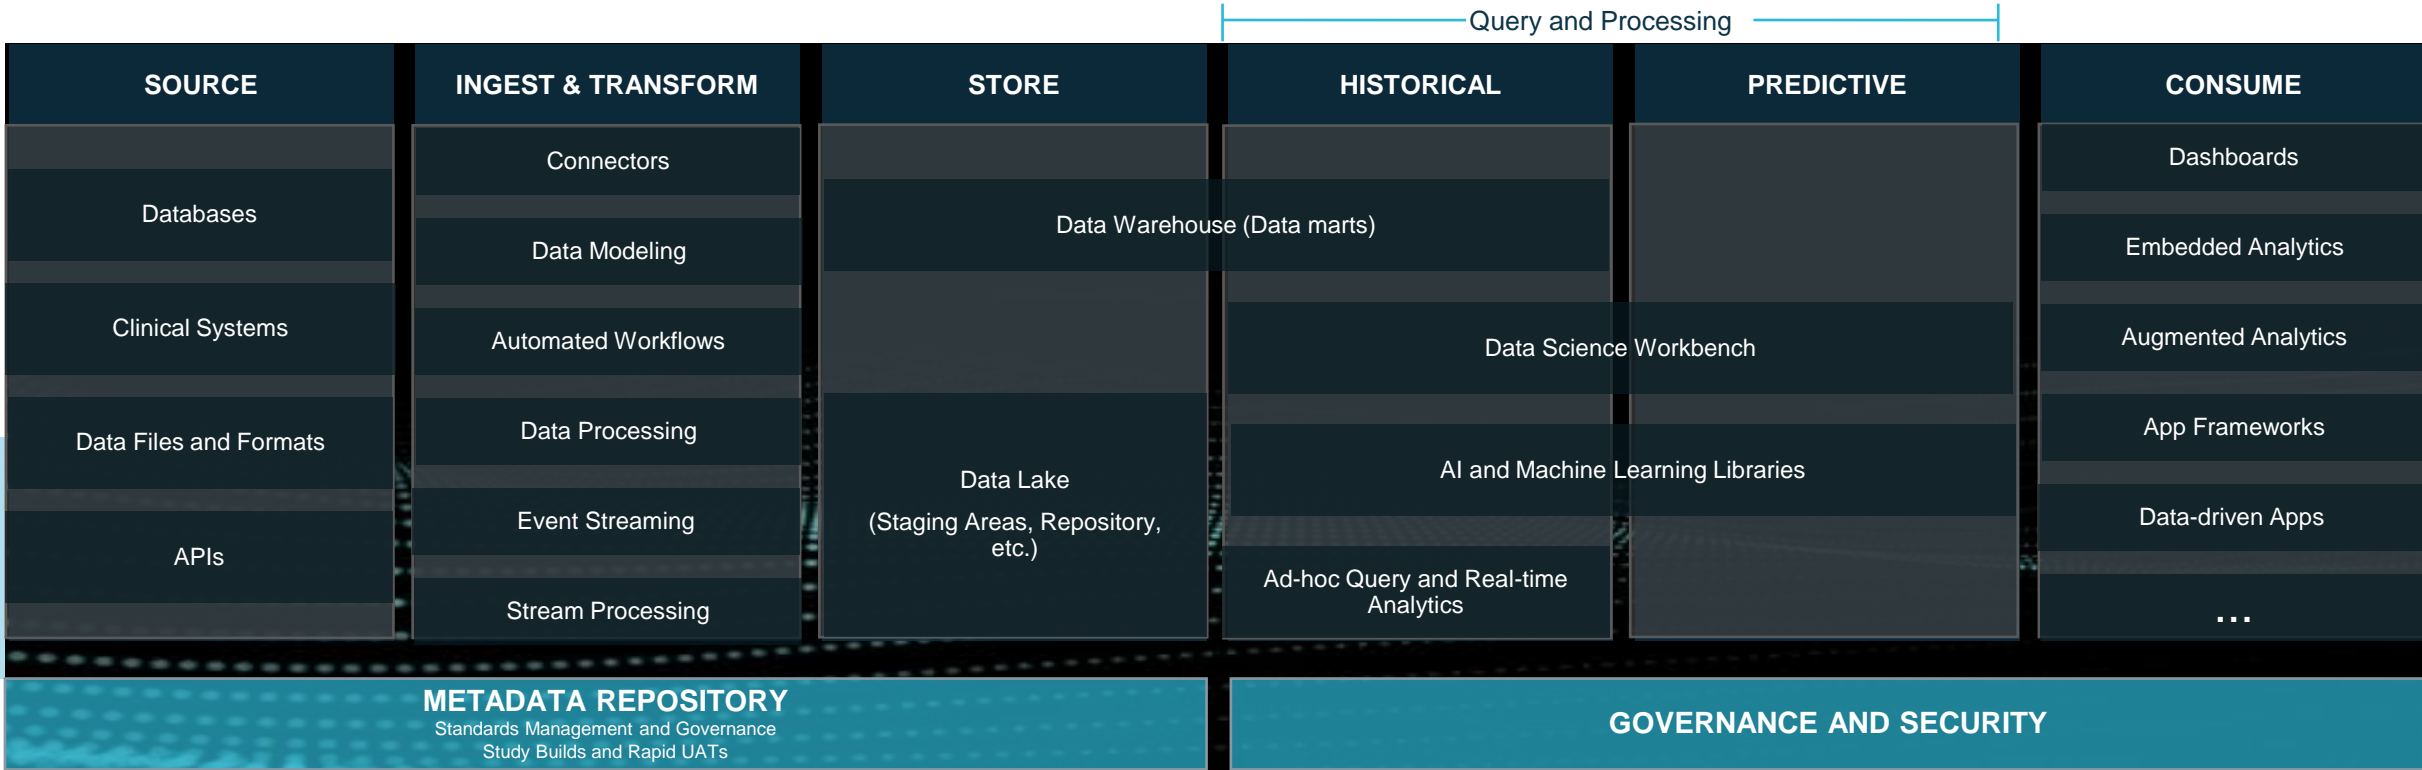 Query and Processing
SOURCE
INGEST & TRANSFORM
STORE
HISTORICAL
PREDICTIVE
CONSUME
Databases
Clinical Systems
Data Files and Formats
APIs
Connectors
Data Modeling
Automated Workflows
Data Processing
Event Streaming
Stream Processing
Data Warehouse (Data marts)
Data Lake
(Staging Areas, Repository,
etc.)
Data Science Workbench
AI and Machine Learning Libraries
Ad-hoc Query and Real-time
Analytics
Dashboards
Embedded Analytics
Augmented Analytics
App Frameworks
Data-driven Apps
...
METADATA REPOSITORY
Standards Management and Governance
Study Builds and Rapid UATs
GOVERNANCE AND SECURITY